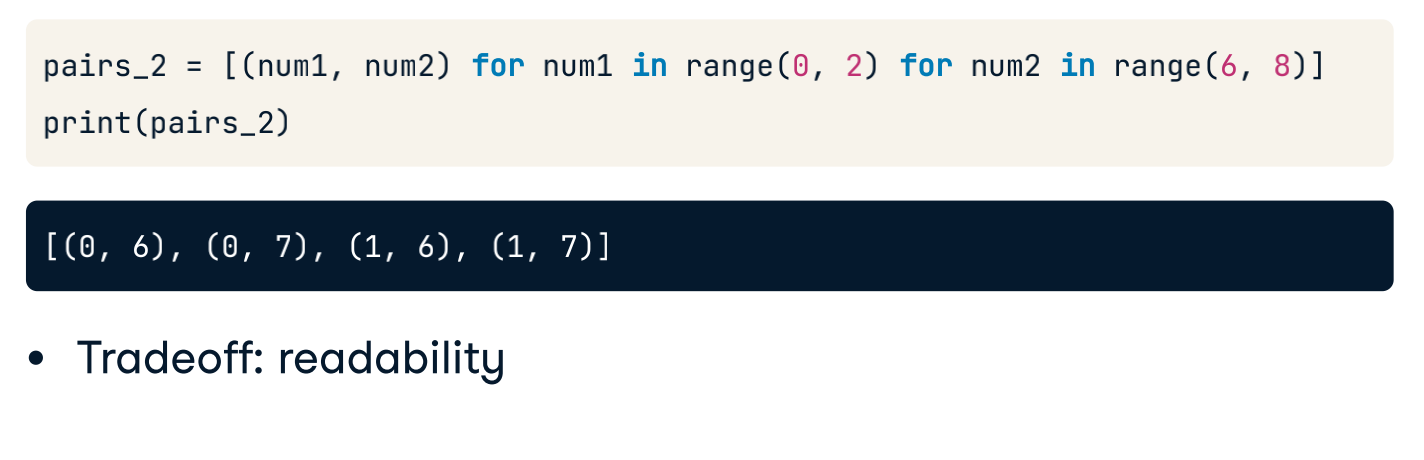 pairs_2 = [(num1, num2) for num1 in range(0, 2) for num2 in range(6, 8)]
print(pairs_2)
[(0, 6), (0, 7), (1, 6), (1, 7)]
• Tradeoff: readability